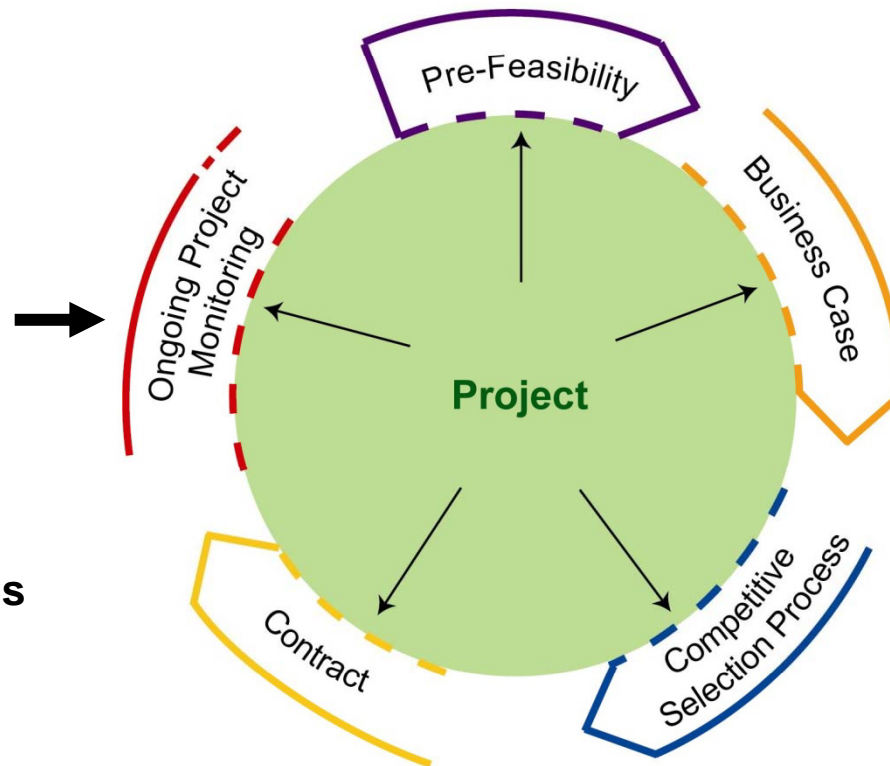 Pre-Feasibility
Business Case
Competitive
Selection Process
Contract
Ongoing Project
Monitoring
Project
s